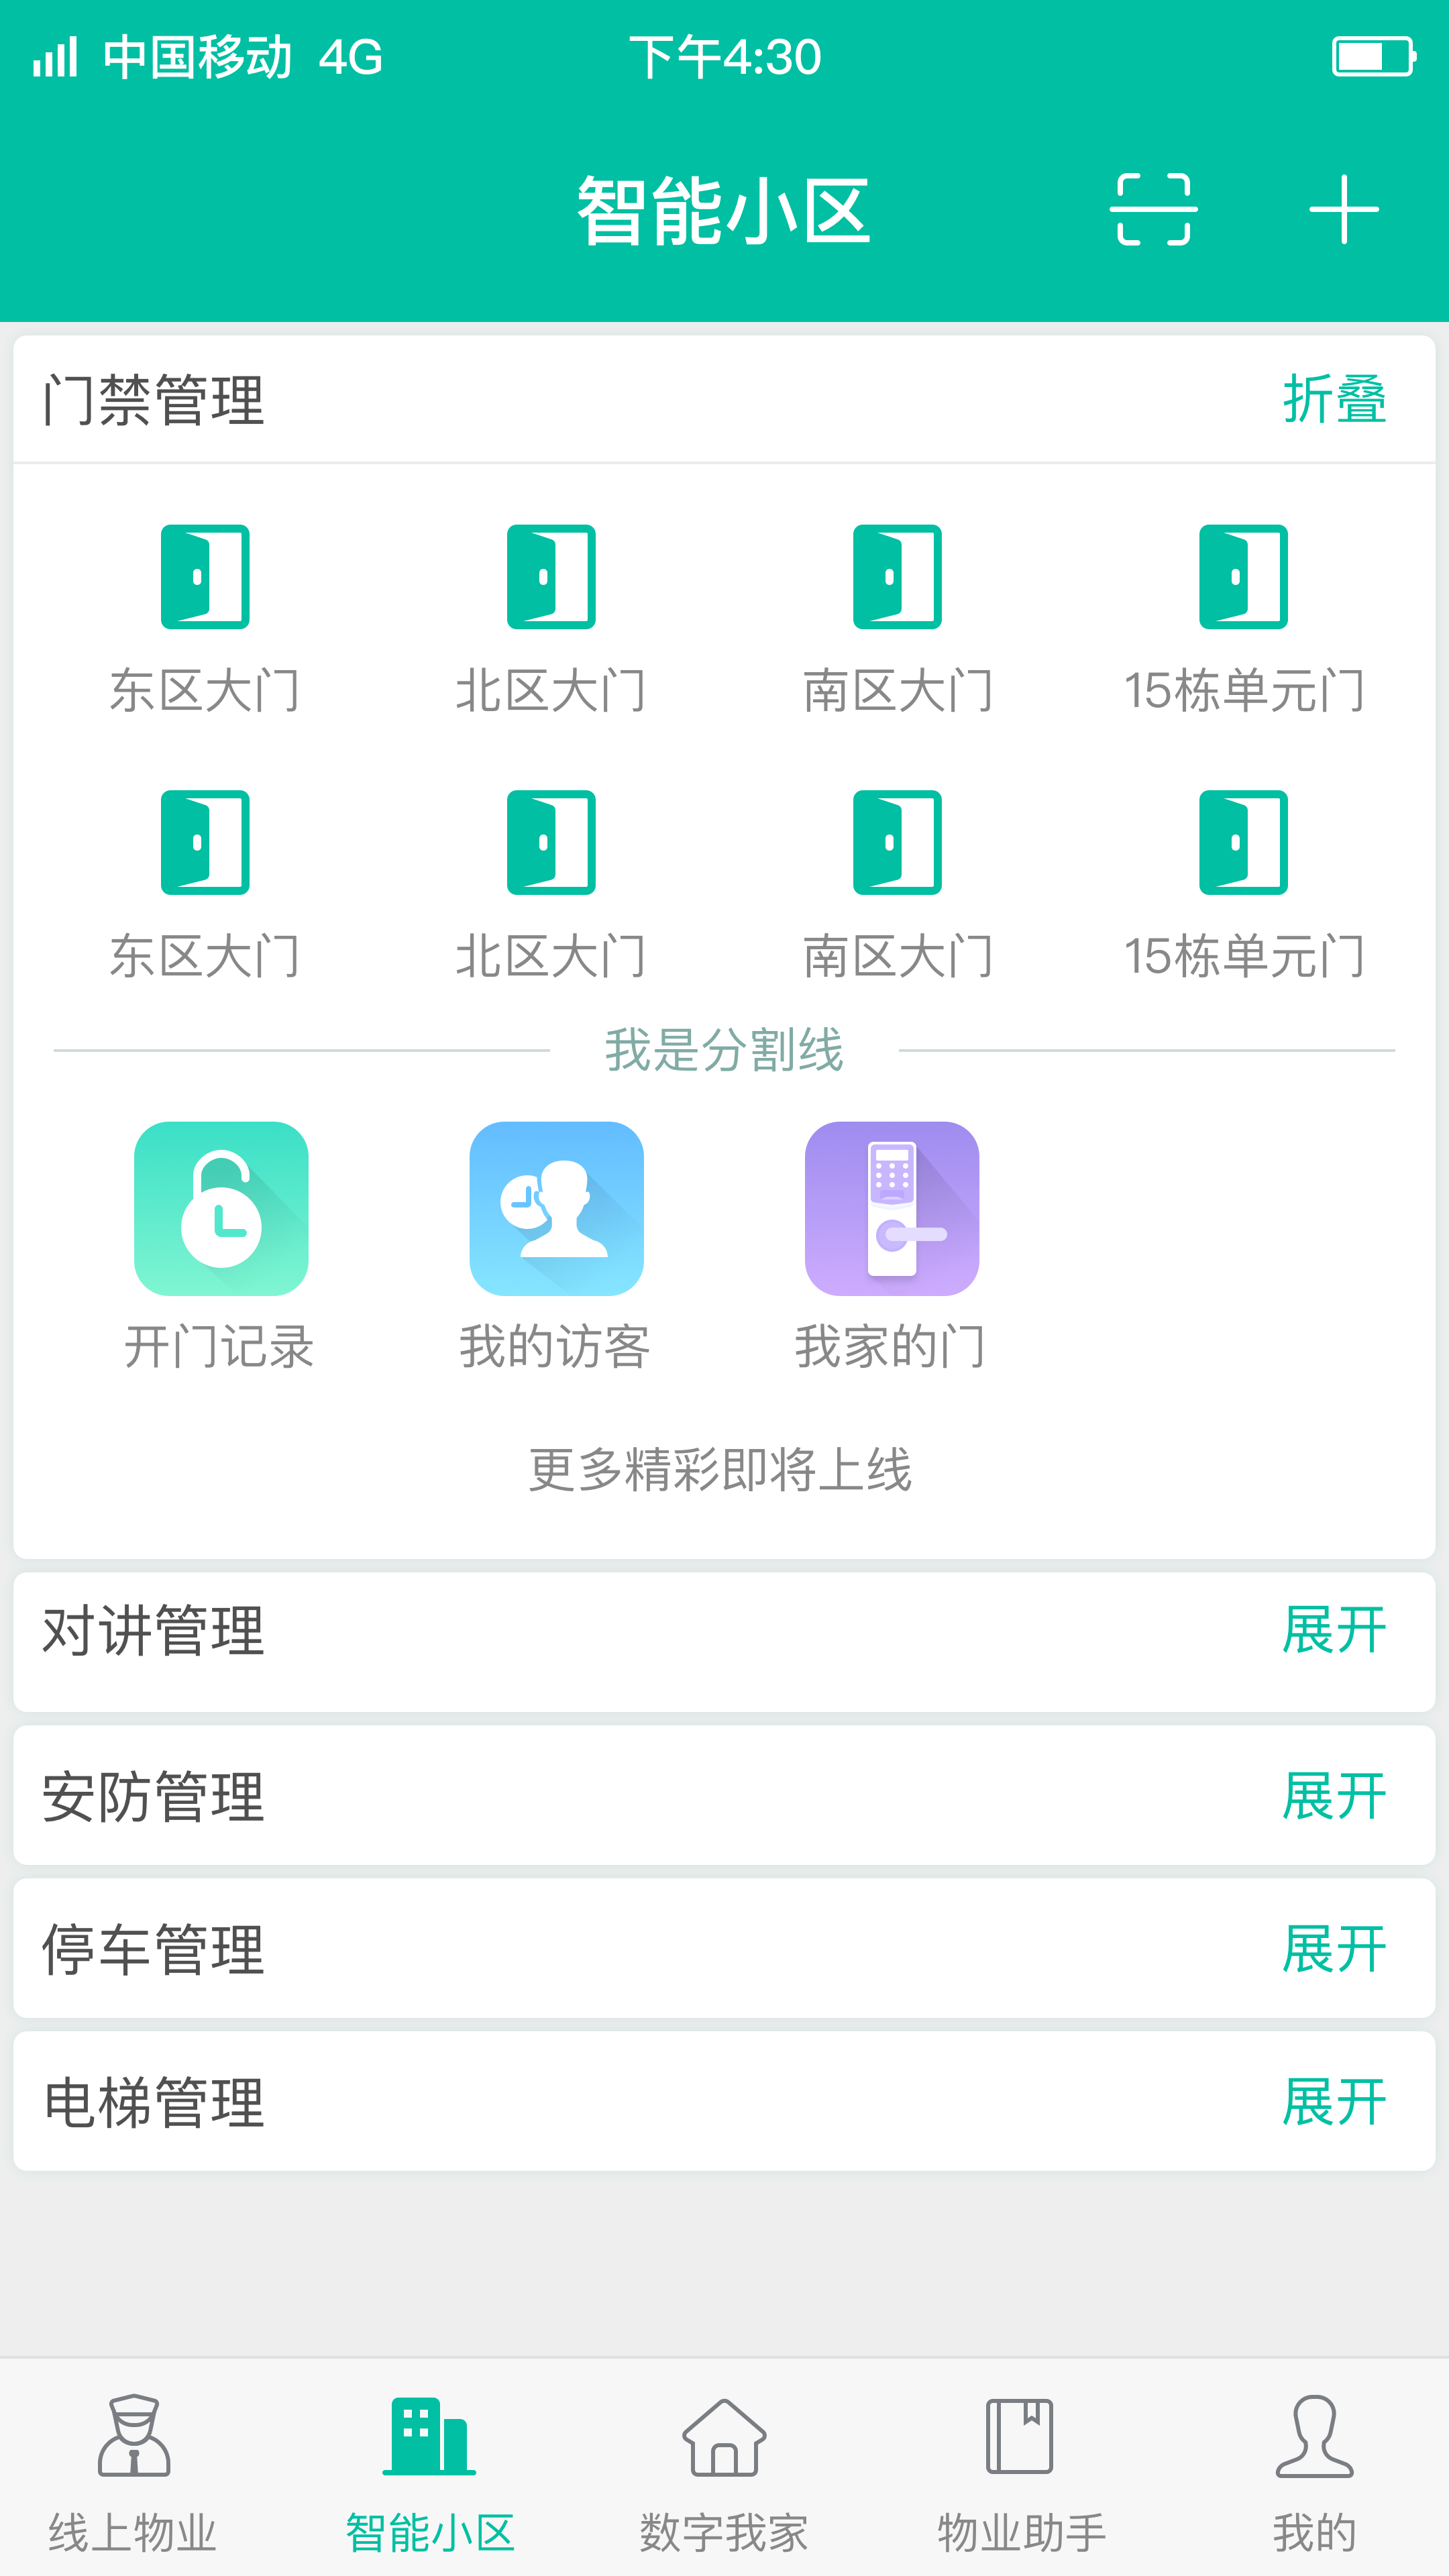 中国移动 4G 下午4:30
智能小区
门禁管理 折叠
东区大门 北区大门 南区大门 15栋单元门
东区大门 北区大门 南区大门 15栋单元门
我是分割线
开门记录 我的访客 我家的门
更多精彩即将上线
对讲管理 展开
安防管理 展开
停车管理 展开
电梯管理 展开
线上物业 智能小区 数字我家 物业助手 我的